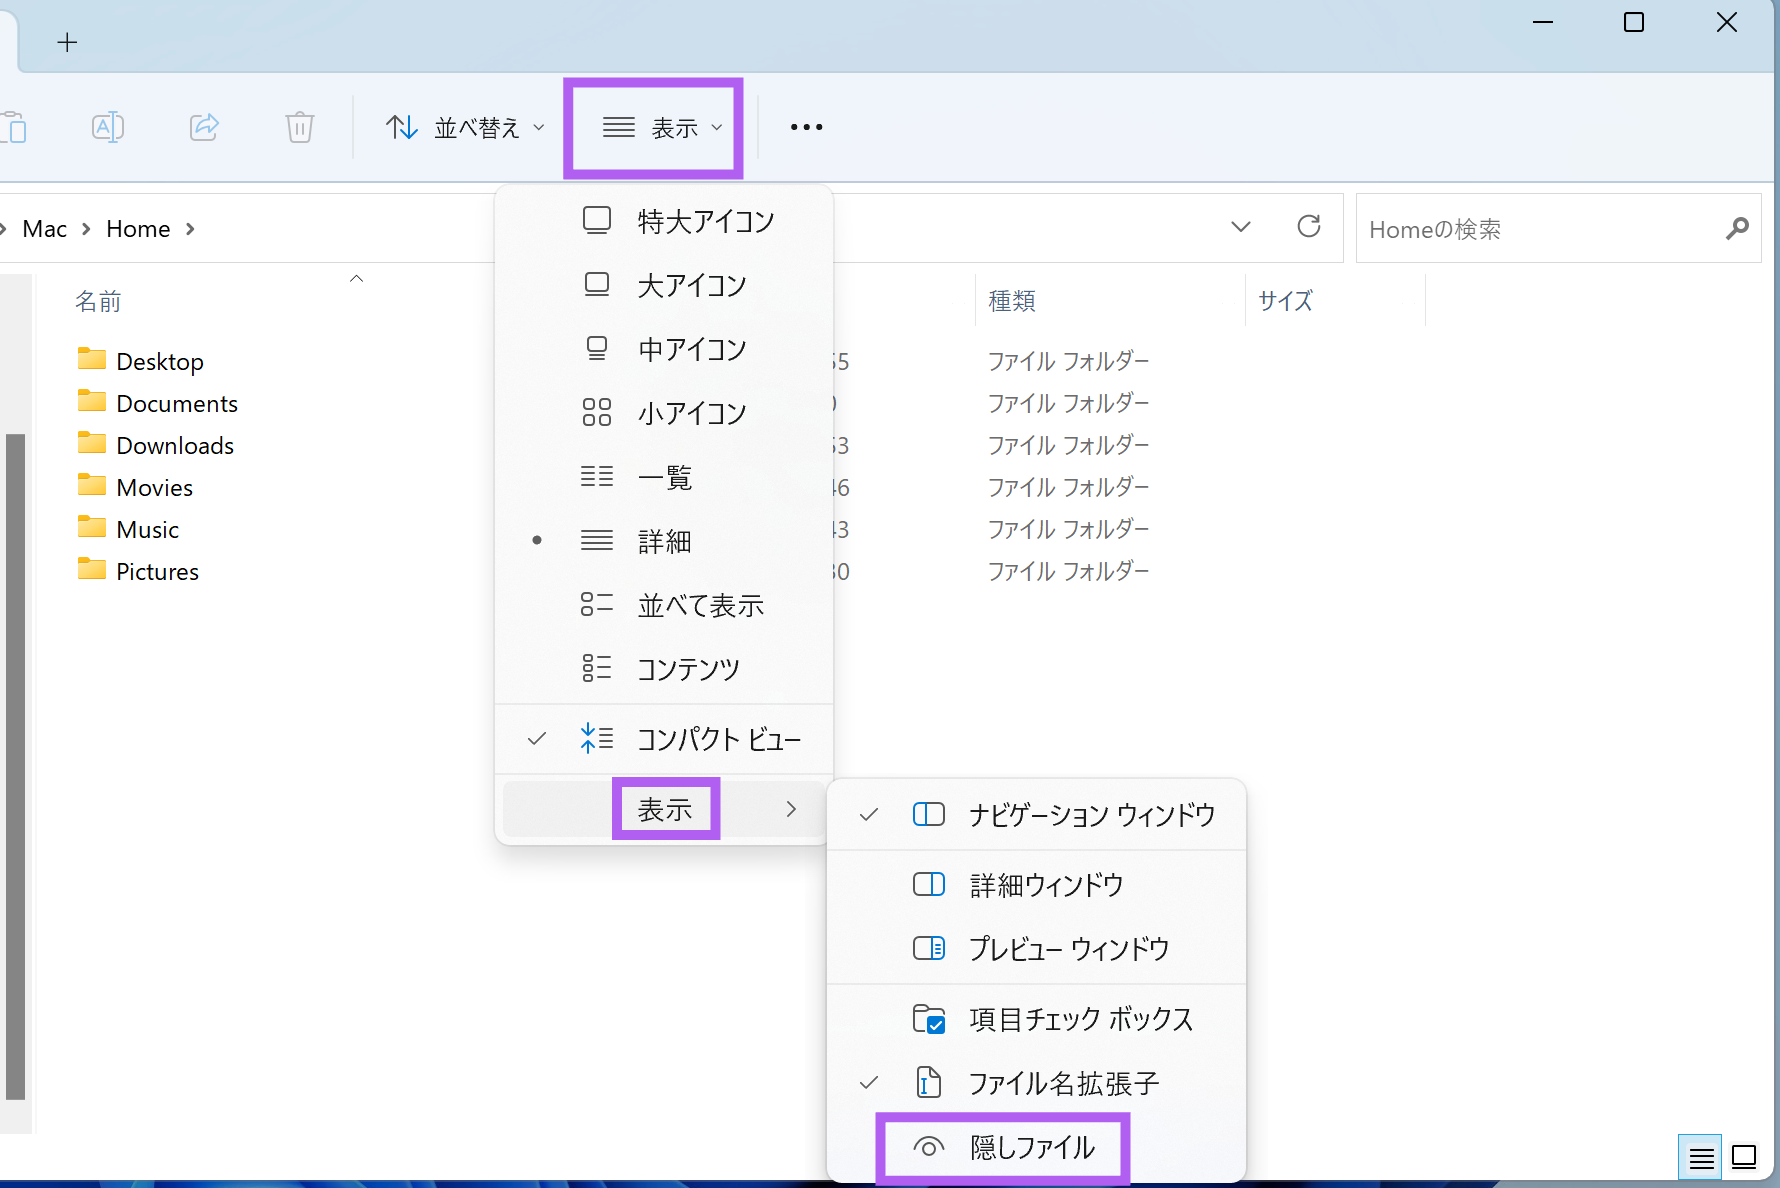 並べ替え
表示
Mac
Home
Homeの検索
名前
種類
サイズ
Desktop
55
ファイル フォルダー
Documents
ファイル フォルダー
Downloads
53
ファイル フォルダー
Movies
46
ファイル フォルダー
Music
43
ファイル フォルダー
Pictures
30
ファイル フォルダー
特大アイコン
大アイコン
中アイコン
小アイコン
一覧
詳細
並べて表示
コンテンツ
コンパクト ビュー
表示
ナビゲーション ウィンドウ
詳細ウィンドウ
プレビュー ウィンドウ
項目チェック ボックス
ファイル名拡張子
隠しファイル